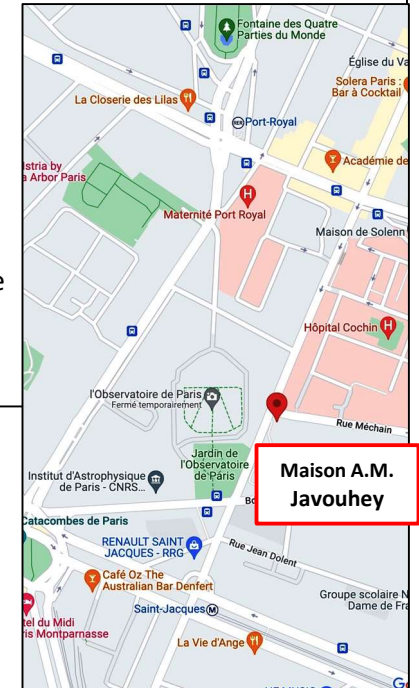 Fontaine des Quatre
Parties du Monde
Église du Va
Solera Paris :
Bar à Cocktail
La Closerie des Lilas
RER
Port-Royal
Académie de
Istria by
a Arbor Paris
H
Maternité Port Royal
Maison de Solenn
e
Hôpital Cochin
H
l'Observatoire de Paris
Fermé temporairement
Rue Méchain
Jardin de
l'Observatoire
de Paris
Maison A.M.
Javouhey
Institut d'Astrophysique
de Paris - CNRS...
Bo
Catacombes de Paris
RENAULT SAINT
JACQUES - RRG
Rue Jean Dolent
Café Oz The
Australian Bar Denfert
Groupe scolaire N
Dame de Fra
Saint-Jacques
M
tel du Midi
ris Montparnasse
La Vie d'Ange
G